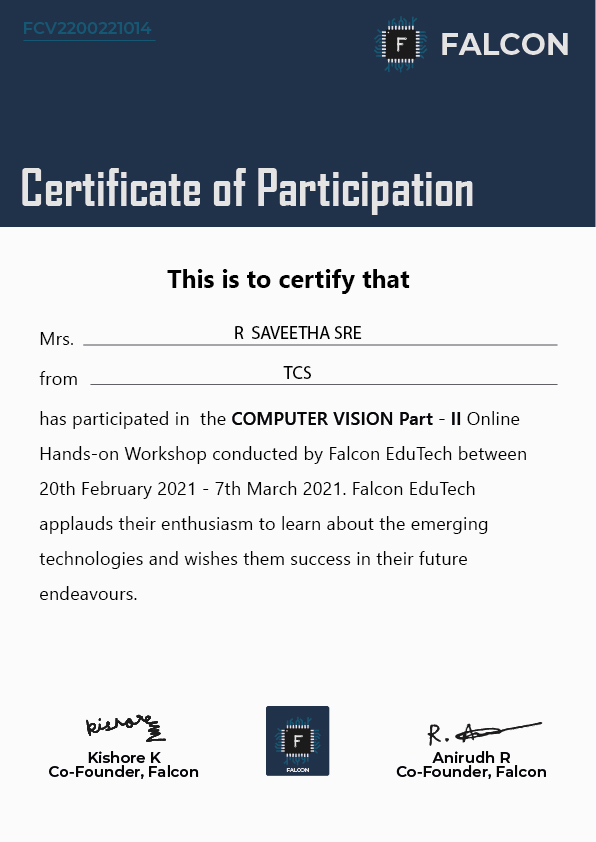 FCV2200221014
F FALCON
Certificate of Participation
This is to certify that
Mrs. R SAVEETHA SRE
from TCS
has participated in the COMPUTER VISION Part - II Online
Hands-on Workshop conducted by Falcon EduTech between
20th February 2021 - 7th March 2021. Falcon EduTech
applauds their enthusiasm to learn about the emerging
technologies and wishes them success in their future
endeavours.
kishore
F
FALCON
R. A
Kishore K
Co-Founder, Falcon
Anirudh R
Co-Founder, Falcon